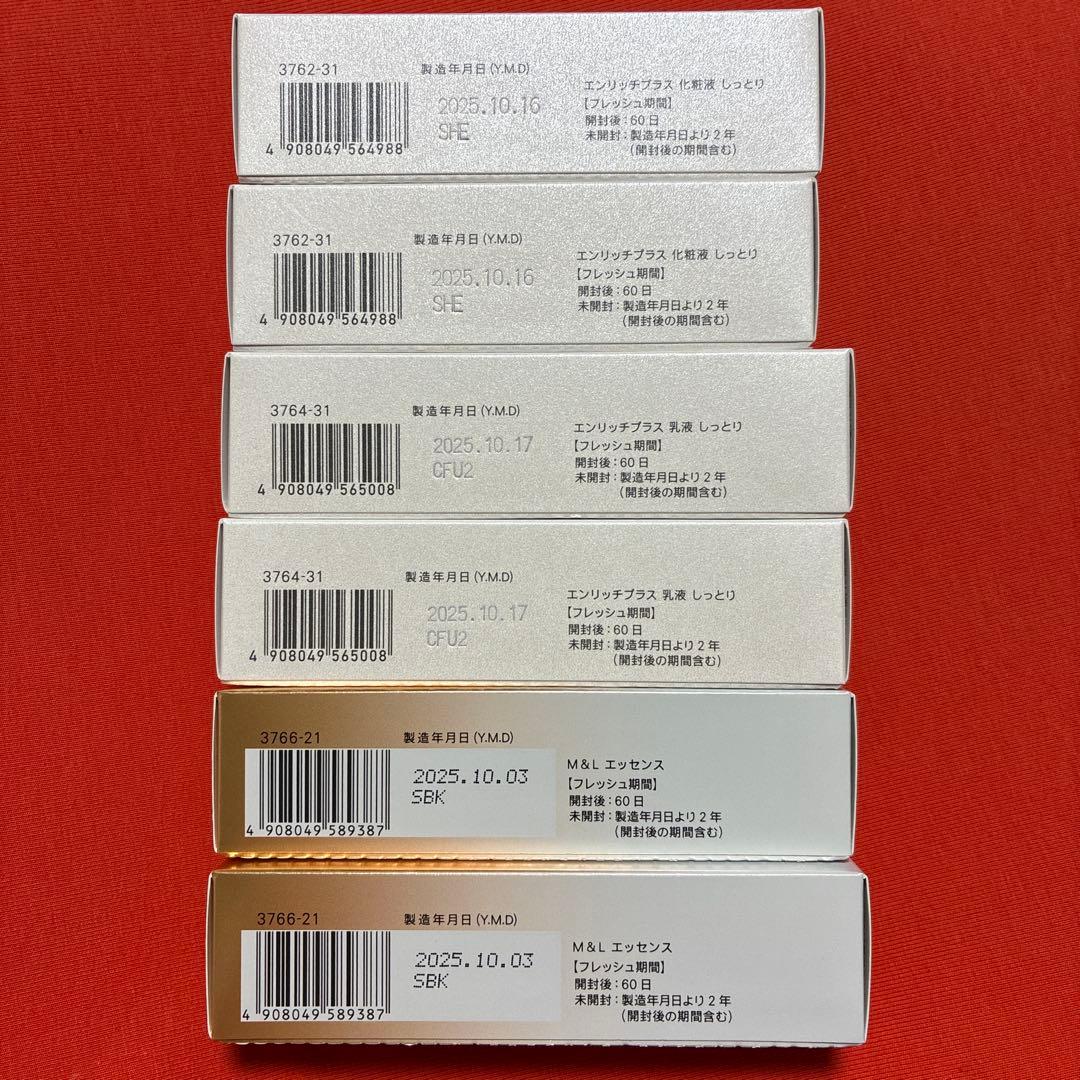 3762-31
製造年月日(Y.M.D)
2025.10.16
SHE
4 908049 564988
エンリッチプラス 化粧液 しっとり
【フレッシュ期間】
開封後:60日
未開封:製造年月日より2年
(開封後の期間含む)
3762-31
製造年月日(Y.M.D)
2025.10.16
SHE
4 908049 564988
エンリッチプラス 化粧液 しっとり
【フレッシュ期間】
開封後:60日
未開封:製造年月日より2年
(開封後の期間含む)
3764-31
製造年月日(Y.M.D)
2025.10.17
CFU2
4 908049 565008
エンリッチプラス 乳液 しっとり
【フレッシュ期間】
開封後:60日
未開封:製造年月日より2年
(開封後の期間含む)
3764-31
製造年月日(Y.M.D)
2025.10.17
CFU2
4 908049 565008
エンリッチプラス 乳液 しっとり
【フレッシュ期間】
開封後:60日
未開封:製造年月日より2年
(開封後の期間含む)
3766-21
製造年月日(Y.M.D)
2025.10.03
SBK
4 908049 589387
M&L エッセンス
【フレッシュ期間】
開封後:60日
未開封:製造年月日より2年
(開封後の期間含む)
3766-21
製造年月日(Y.M.D)
2025.10.03
SBK
4 908049 589387
M&L エッセンス
【フレッシュ期間】
開封後:60日
未開封:製造年月日より2年
(開封後の期間含む)